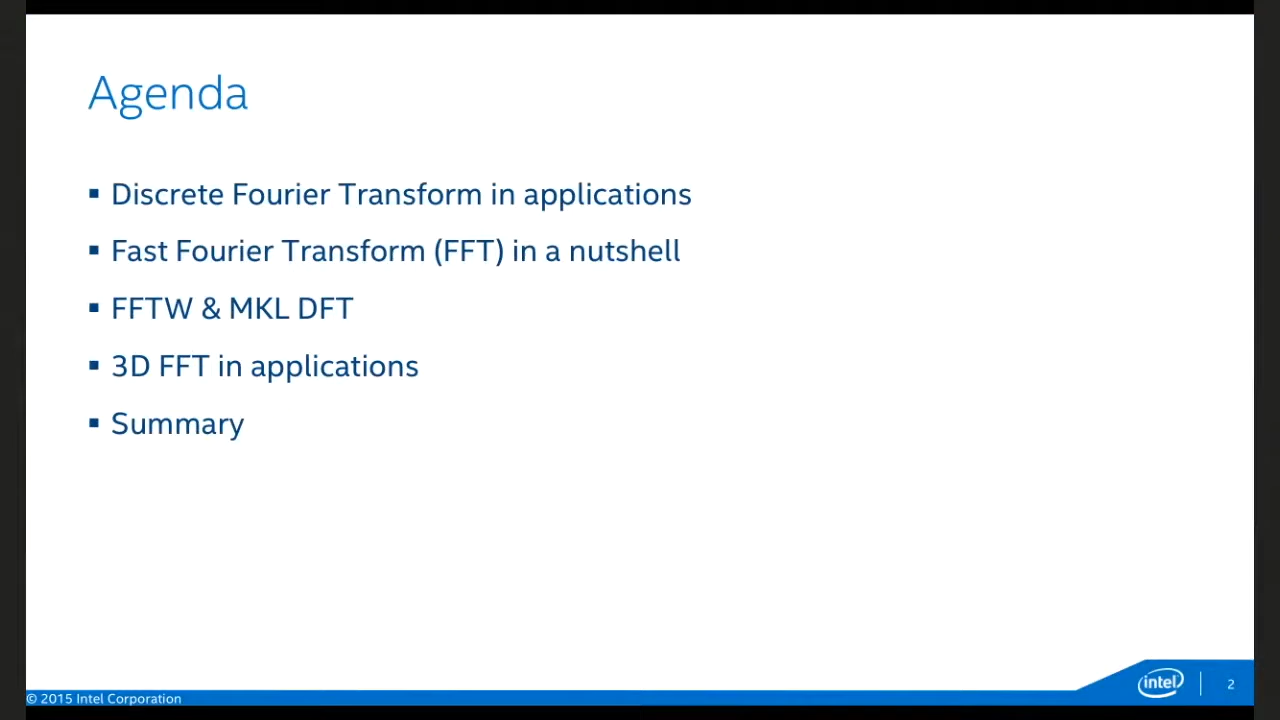 Agenda
▪ Discrete Fourier Transform in applications
▪ Fast Fourier Transform (FFT) in a nutshell
▪ FFTW & MKL DFT
▪ 3D FFT in applications
▪ Summary
© 2015 Intel Corporation
intel
2